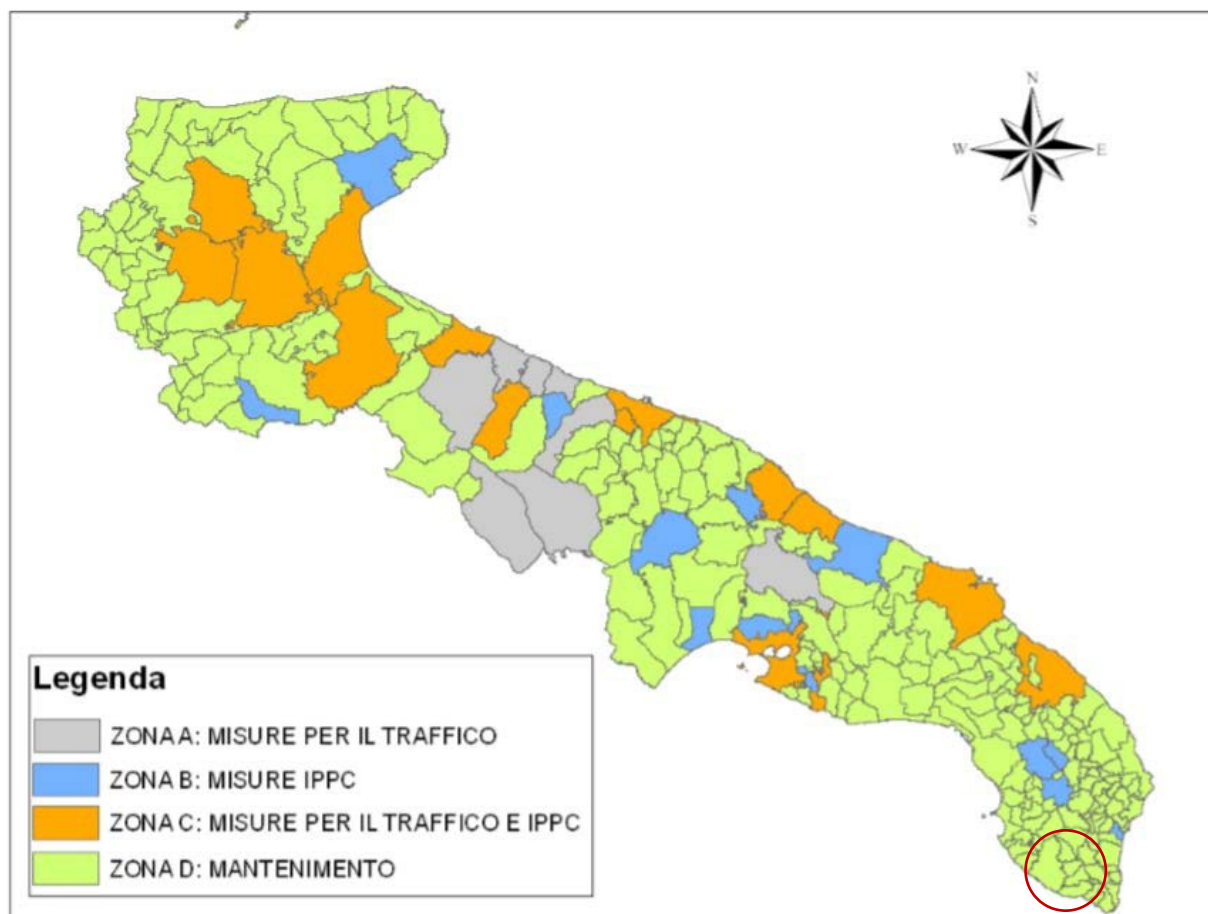 N
W E
S
Legenda
ZONA A: MISURE PER IL TRAFFICO
ZONA B: MISURE IPPC
ZONA C: MISURE PER IL TRAFFICO E IPPC
ZONA D: MANTENIMENTO